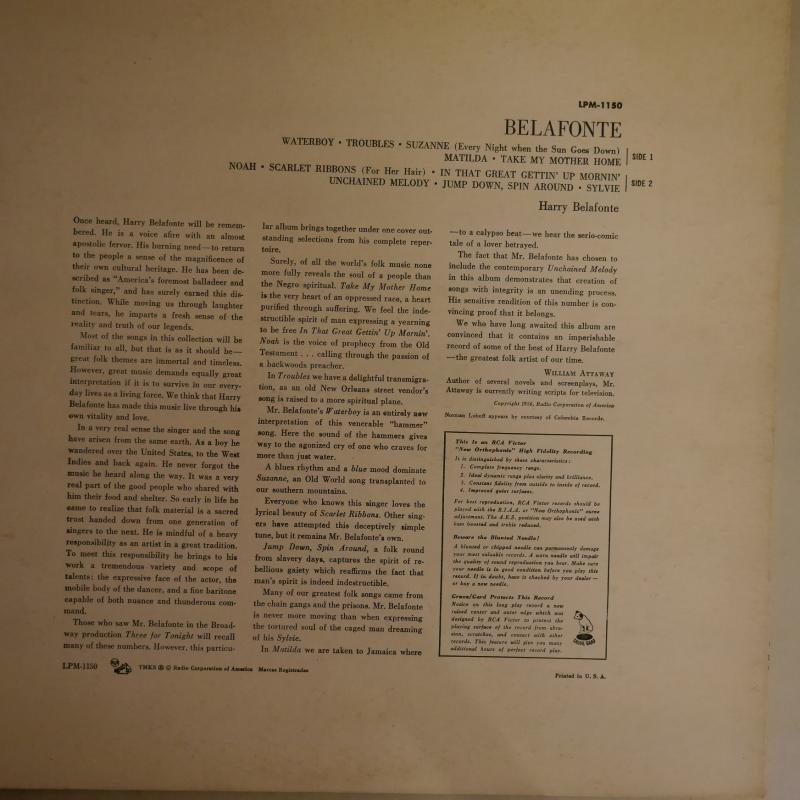 LPM-1150
BELAFONTE
WATERBOY • TROUBLES • SUZANNE (Every Night when the Sun Goes Down)
MATILDA • TAKE MY MOTHER HOME
SIDE 1
NOAH • SCARLET RIBBONS (For Her Hair) • IN THAT GREAT GETTIN' UP MORNIN'
UNCHAINED MELODY • JUMP DOWN, SPIN AROUND • SYLVIE
SIDE 2
Harry Belafonte
Once heard, Harry Belafonte will be remem-
bered. He is a voice afire with an almost
apostolic fervor. His burning need—to return
to the people a sense of the magnificence of
their own cultural heritage. He has been de-
scribed as "America's foremost balladeer and
folk singer," and has surely earned this dis-
tinction. While moving us through laughter
and tears, he imparts a fresh sense of the
reality and truth of our legends.
Most of the songs in this collection will be
familiar to all, but that is as it should be—
great folk themes are immortal and timeless.
However, great music demands equally great
interpretation if it is to survive in our every-
day lives as a living force. We think that Harry
Belafonte has made this music live through his
own vitality and love.
In a very real sense the singer and the song
have arisen from the same earth. As a boy he
wandered over the United States, to the West
Indies and back again. He never forgot the
music he heard along the way. It was a very
real part of the good people who shared with
him their food and shelter. So early in life he
came to realize that folk material is a sacred
trust handed down from one generation of
singers to the next. He is mindful of a heavy
responsibility as an artist in a great tradition.
To meet this responsibility he brings to his
work a tremendous variety and scope of
talents: the expressive face of the actor, the
mobile body of the dancer, and a fine baritone
capable of both nuance and thunderous com-
mand.
Those who saw Mr. Belafonte in the Broad-
way production Three for Tonight will recall
many of these numbers. However, this particu-
lar album brings together under one cover out-
standing selections from his complete reper-
toire.
Surely, of all the world's folk music none
more fully reveals the soul of a people than
the Negro spiritual. Take My Mother Home
is the very heart of an oppressed race, a heart
purified through suffering. We feel the inde-
structible spirit of man expressing a yearning
to be free In That Great Gettin' Up Mornin'.
Noah is the voice of prophecy from the Old
Testament . . . calling through the passion of
a backwoods preacher.
In Troubles we have a delightful transmigra-
tion, as an old New Orleans street vendor's
song is raised to a more spiritual plane.
Mr. Belafonte's Waterboy is an entirely new
interpretation of this venerable "hammer"
song. Here the sound of the hammers gives
way to the agonized cry of one who craves for
more than just water.
A blues rhythm and a blue mood dominate
Suzanne, an Old World song transplanted to
our southern mountains.
Everyone who knows this singer loves the
lyrical beauty of Scarlet Ribbons. Other sing-
ers have attempted this deceptively simple
tune, but it remains Mr. Belafonte's own.
Jump Down, Spin Around, a folk round
from slavery days, captures the spirit of re-
bellious gaiety which reaffirms the fact that
man's spirit is indeed indestructible.
Many of our greatest folk songs came from
the chain gangs and the prisons. Mr. Belafonte
is never more moving than when expressing
the tortured soul of the caged man dreaming
of his Sylvie.
In Matilda we are taken to Jamaica where
—to a calypso beat—we hear the serio-comic
tale of a lover betrayed.
The fact that Mr. Belafonte has chosen to
include the contemporary Unchained Melody
in this album demonstrates that creation of
songs with integrity is an unending process.
His sensitive rendition of this number is con-
vincing proof that it belongs.
We who have long awaited this album are
convinced that it contains an imperishable
record of some of the best of Harry Belafonte
—the greatest folk artist of our time.
WILLIAM ATTAWAY
Author of several novels and screenplays, Mr.
Attaway is currently writing scripts for television.
Copyright 1956, Radio Corporation of America
Norman Luboff appears by courtesy of Columbia Records.
This Is an RCA Victor
"New Orthophonic" High Fidelity Recording
It is distinguished by these characteristics:
1. Complete frequency range.
2. Ideal dynamic range plus clarity and brilliance.
3. Constant fidelity from outside to inside of record.
4. Improved quiet surfaces.
For best reproduction, RCA Victor records should be
played with the R.I.A.A. or "New Orthophonic" curve
adjustment. The A.E.S. position may also be used with
bass boosted and treble reduced.
Beware the Blunted Needle!
A blunted or chipped needle can permanently damage
your most valuable records. A worn needle will impair
the quality of sound reproduction you hear. Make sure
your needle is in good condition before you play this
record. If in doubt, have it checked by your dealer—
or buy a new needle.
Gruve/Gard Protects This Record
Notice on this long play record a new
raised center and outer edge which was
designed by RCA Victor to protect the
playing surface of the record from abra-
sion, scratches, and contact with other
records. This feature will give you many
additional hours of perfect record play.
LPM-1150
TMKS ® © Radio Corporation of America Marcas Registradas
Printed in U. S. A.